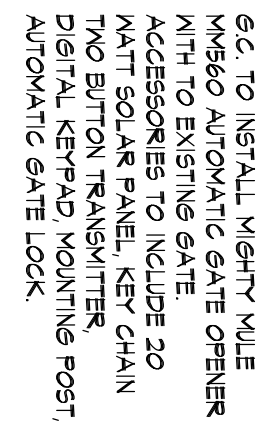 G.C. TO INSTALL MIGHTY MULE
MM560 AUTOMATIC GATE OPENER
WITH TO EXISTING GATE.
ACCESSORIES TO INCLUDE 20
WATT SOLAR PANEL, KEY CHAIN
TWO BUTTON TRANSMITTER,
DIGITAL KEYPAD, MOUNTING POST,
AUTOMATIC GATE LOCK.